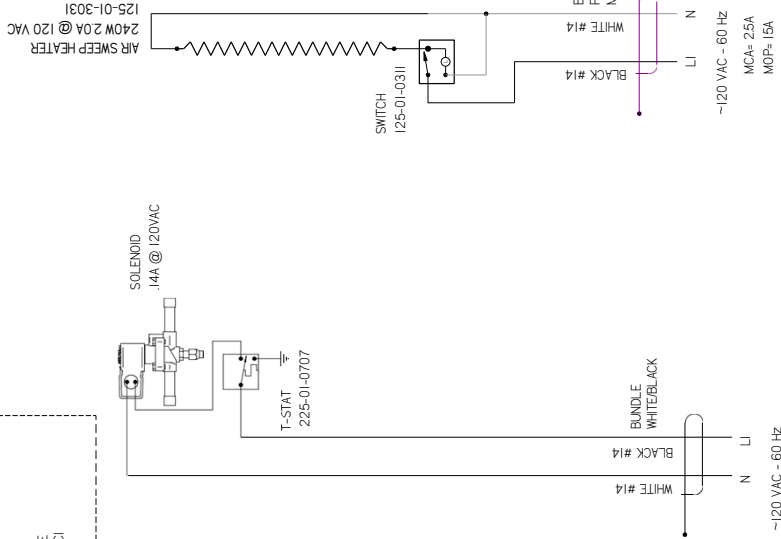 AIR SWEEP HEATER
240W 2.0A @ 120 VAC
125-01-3031
SWITCH
125-01-0311
WHITE #14
N
BLACK #14
L1
~120 VAC - 60 Hz
MCA= 2.5A
MOP= 15A
SOLENOID
.14A @ 120VAC
T-STAT
225-01-0707
BUNDLE
WHITE/BLACK
BLACK #14
L1
WHITE #14
N
~120 VAC - 60 Hz